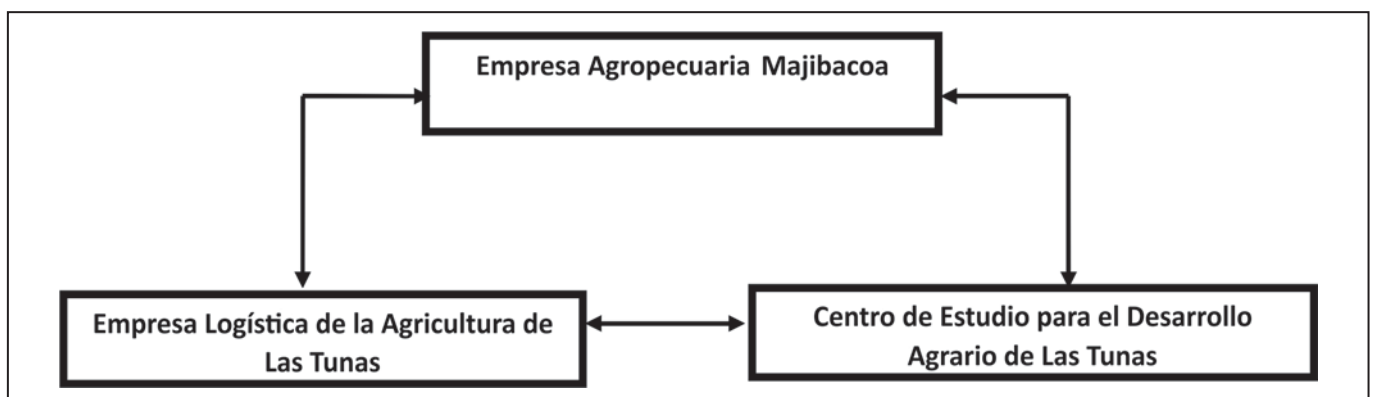 Empresa Agropecuaria Majibacoa
Empresa Logística de la Agricultura de
Las Tunas
Centro de Estudio para el Desarrollo
Agrario de Las Tunas